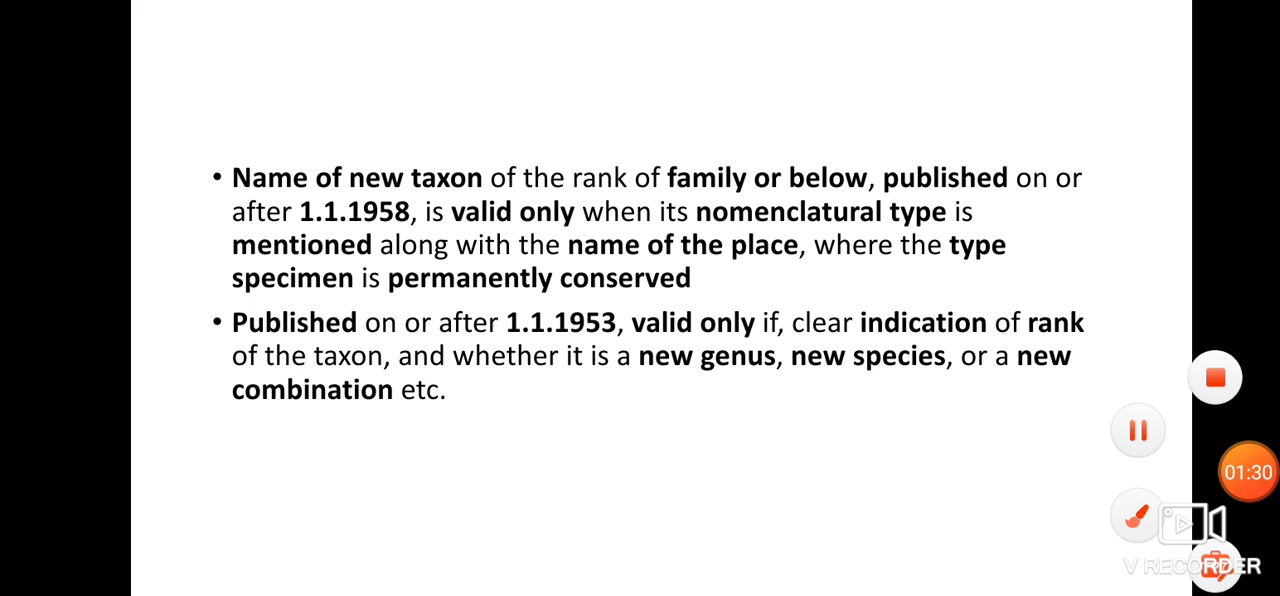 • Name of new taxon of the rank of family or below, published on or
after 1.1.1958, is valid only when its nomenclatural type is
mentioned along with the name of the place, where the type
specimen is permanently conserved
• Published on or after 1.1.1953, valid only if, clear indication of rank
of the taxon, and whether it is a new genus, new species, or a new
combination etc.
01:30
V RECORDER